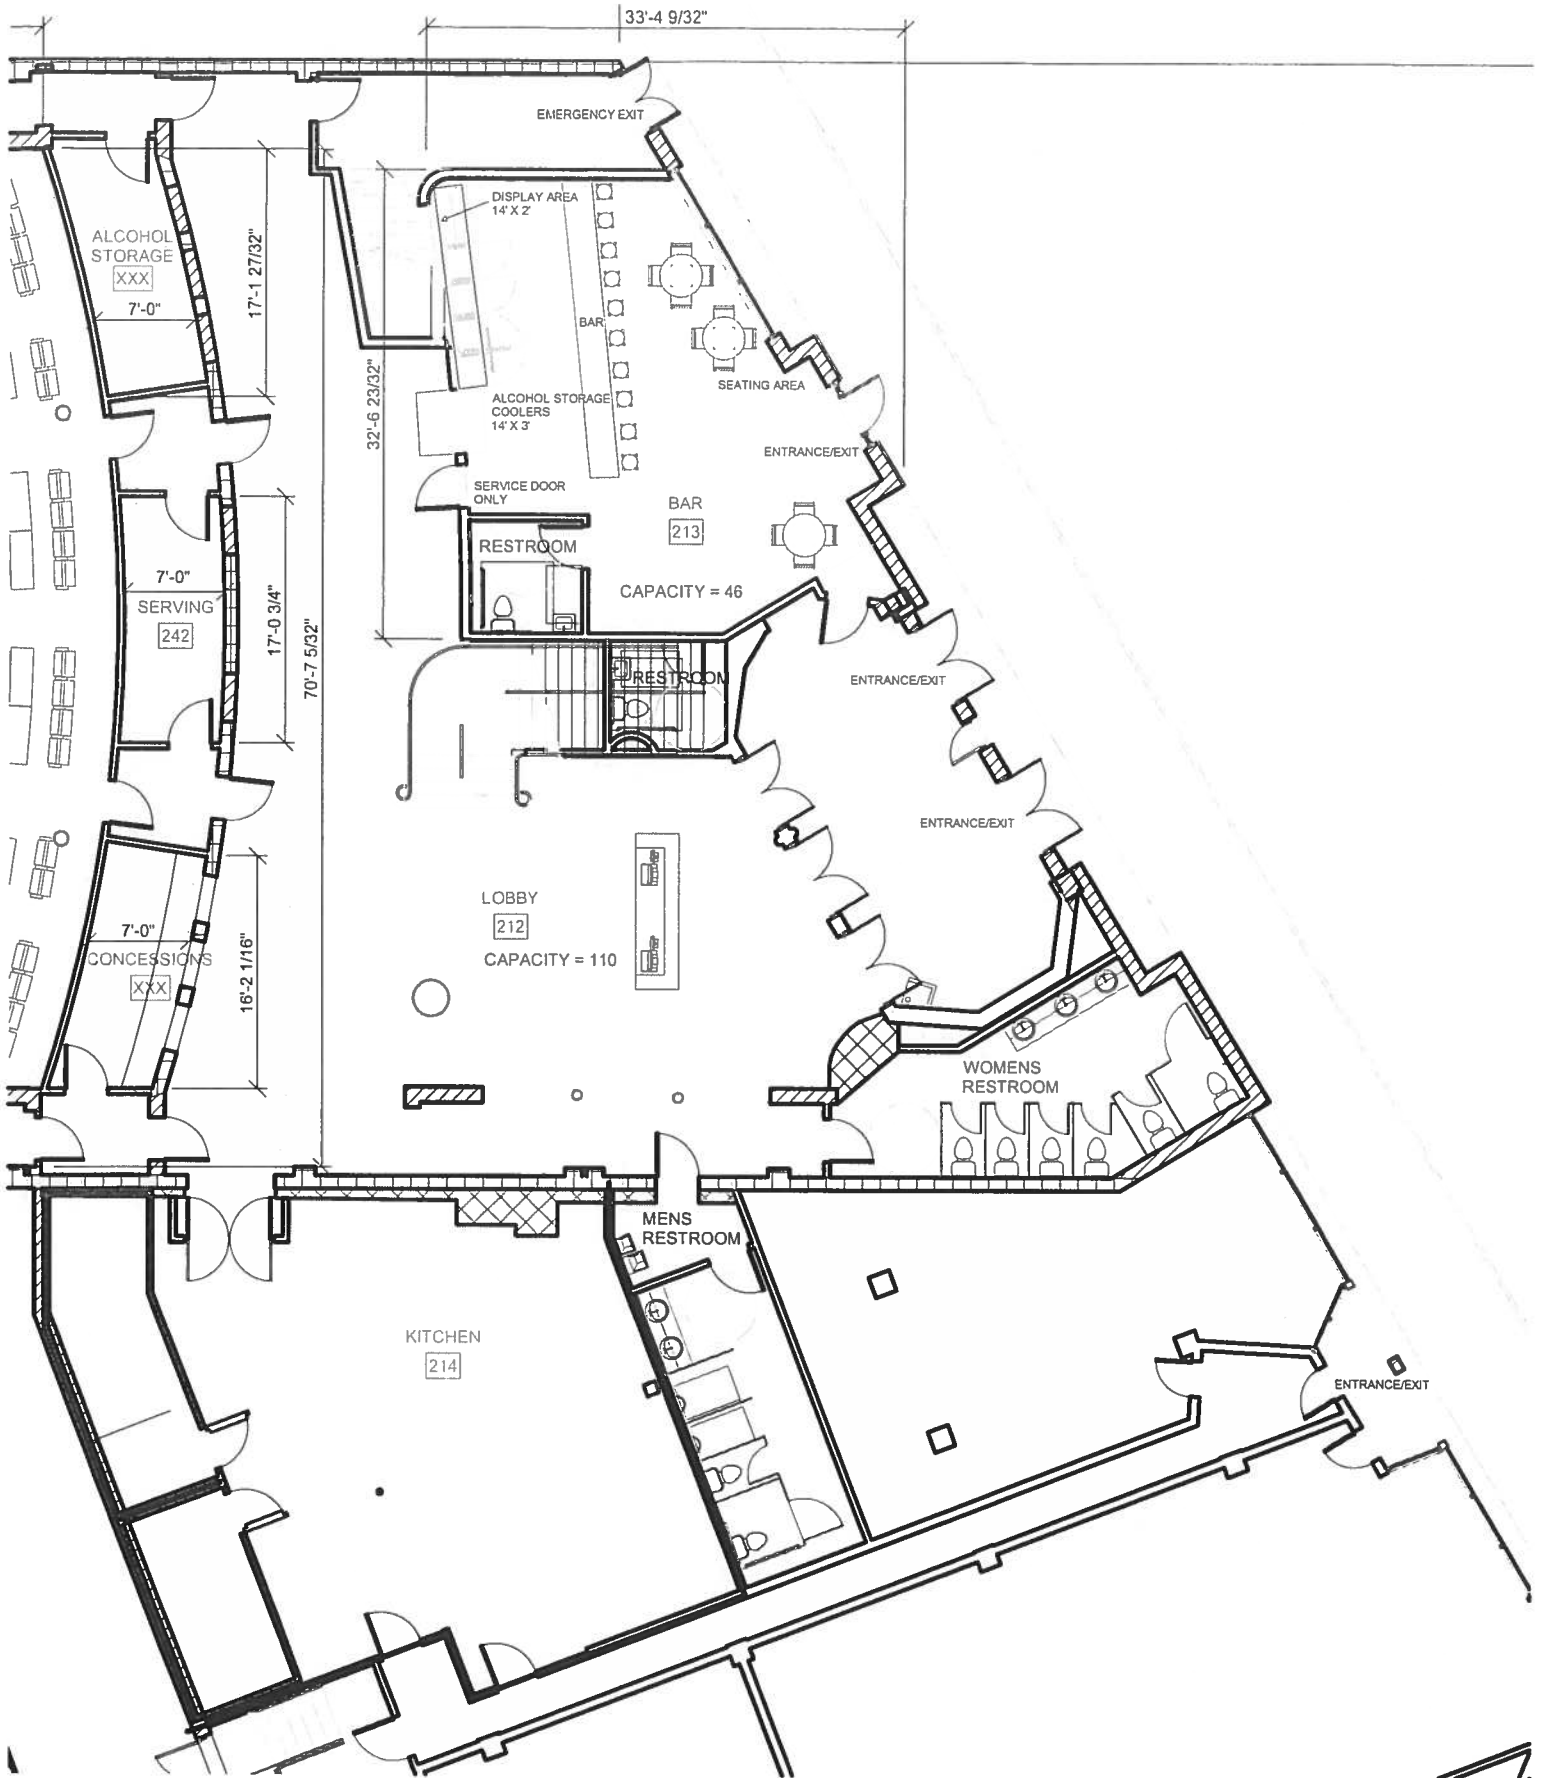 33'-4 9/32"
EMERGENCY EXIT
DISPLAY AREA
14' X 2'
ALCOHOL
STORAGE
XXX
7'-0"
17'-1 27/32"
BAR
SEATING AREA
32'-6 23/32"
ALCOHOL STORAGE
COOLERS
14' X 3'
ENTRANCE/EXIT
SERVICE DOOR
ONLY
BAR
213
RESTROOM
CAPACITY = 46
7'-0"
SERVING
242
17'-0 3/4"
70'-7 5/32"
RESTROOM
ENTRANCE/EXIT
ENTRANCE/EXIT
LOBBY
212
CAPACITY = 110
7'-0"
CONCESSIONS
XXX
16'-2 1/16"
WOMENS
RESTROOM
MENS
RESTROOM
KITCHEN
214
ENTRANCE/EXIT